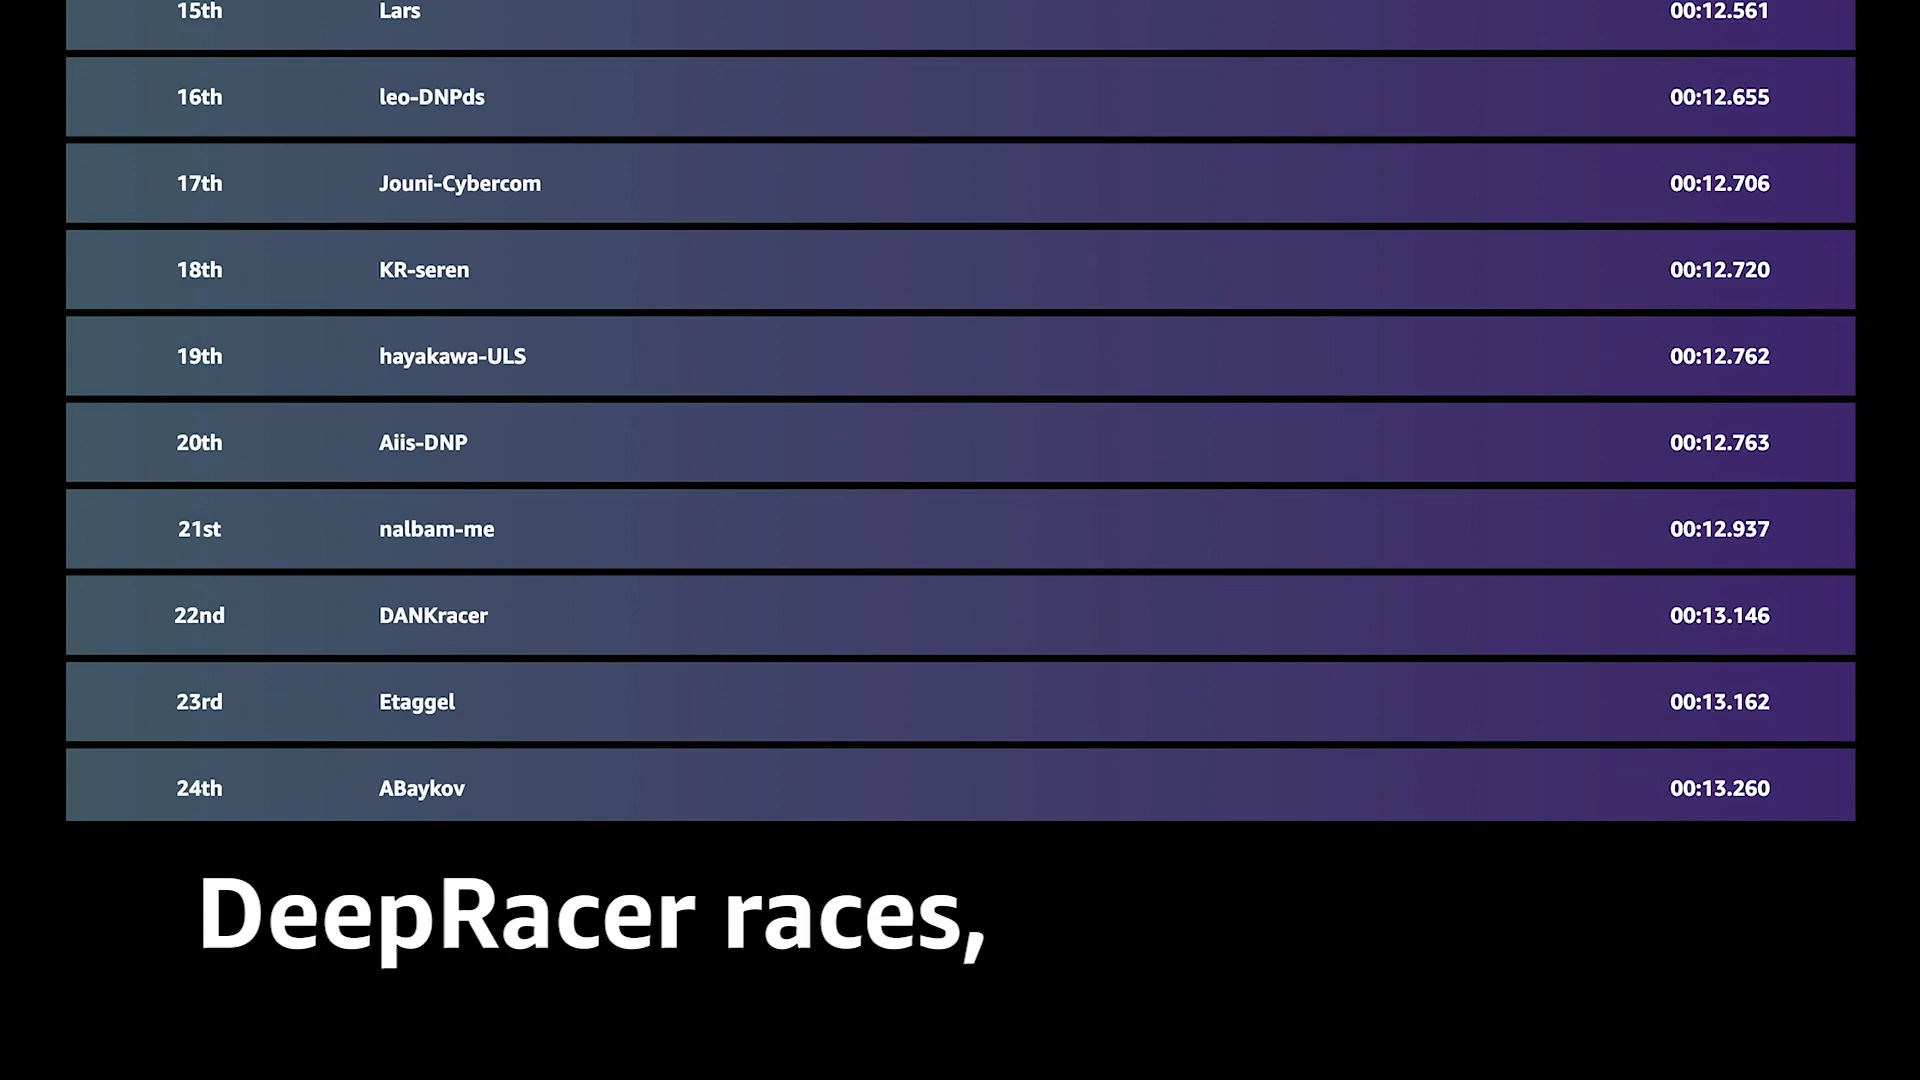 15th Lars 00:12.561
16th leo-DNPds 00:12.655
17th Jouni-Cybercom 00:12.706
18th KR-seren 00:12.720
19th hayakawa-ULS 00:12.762
20th Aiis-DNP 00:12.763
21st nalbam-me 00:12.937
22nd DANKracer 00:13.146
23rd Etaggel 00:13.162
24th ABaykov 00:13.260
DeepRacer races,